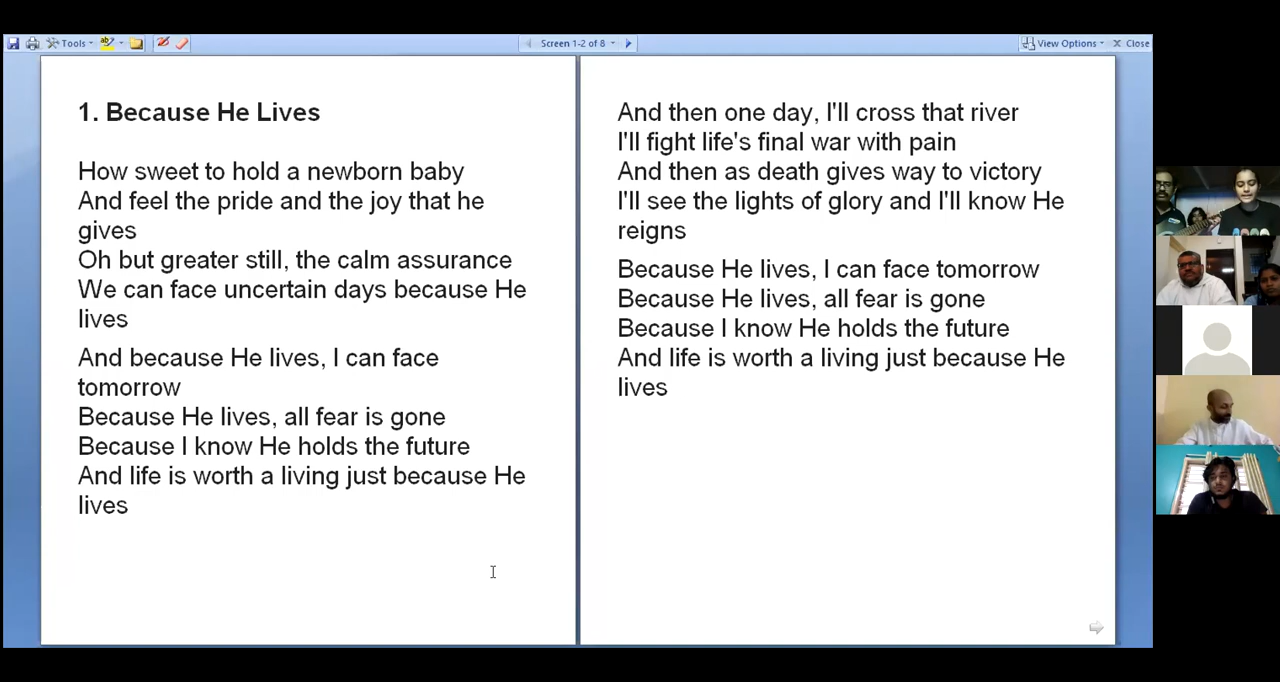 Tools
Screen 1-2 of 8
View Options
Close
1. Because He Lives
How sweet to hold a newborn baby
And feel the pride and the joy that he
gives
Oh but greater still, the calm assurance
We can face uncertain days because He
lives
And because He lives, I can face
tomorrow
Because He lives, all fear is gone
Because I know He holds the future
And life is worth a living just because He
lives
And then one day, I'll cross that river
I'll fight life's final war with pain
And then as death gives way to victory
I'll see the lights of glory and I'll know He
reigns
Because He lives, I can face tomorrow
Because He lives, all fear is gone
Because I know He holds the future
And life is worth a living just because He
lives